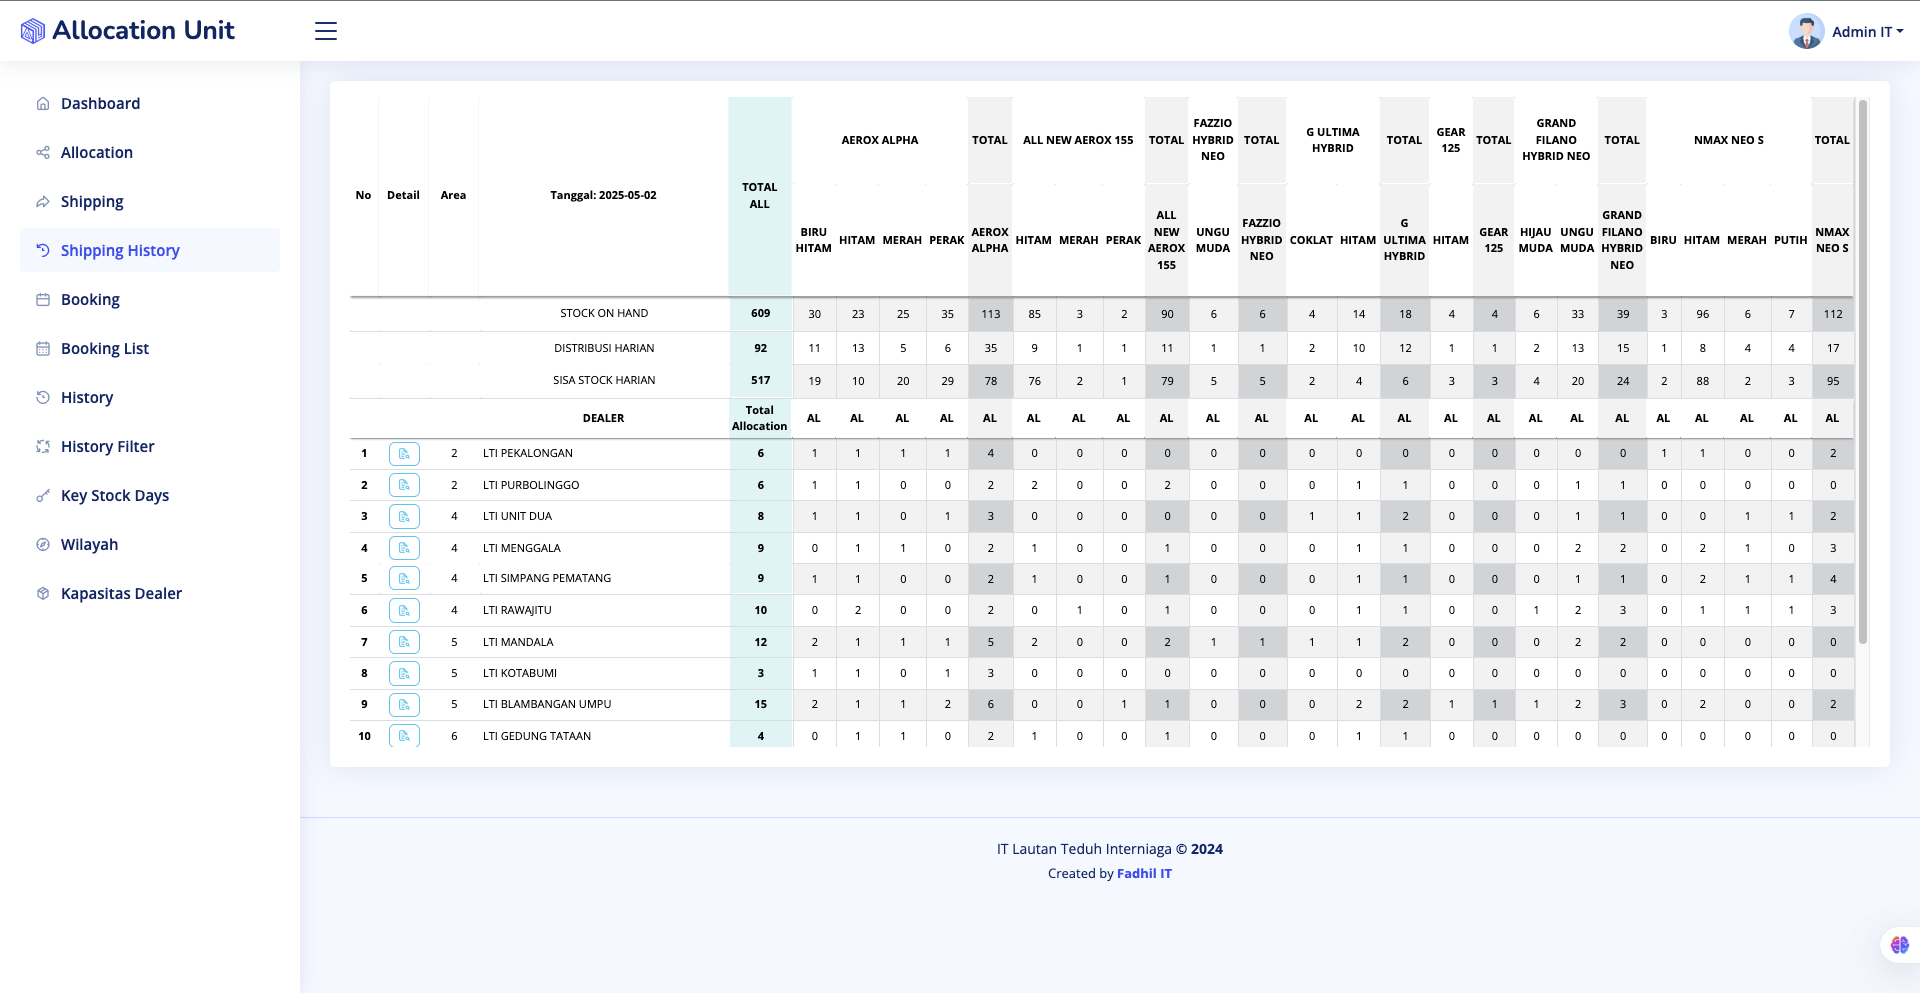 Allocation Unit
Admin IT
Dashboard
Allocation
Shipping
Shipping History
Booking
Booking List
History
History Filter
Key Stock Days
Wilayah
Kapasitas Dealer
No Detail Area Tanggal: 2025-05-02 TOTAL ALL
AEROX ALPHA TOTAL ALL NEW AEROX 155 TOTAL FAZZIO HYBRID NEO TOTAL G ULTIMA HYBRID TOTAL GEAR 125 TOTAL GRAND FILANO HYBRID NEO TOTAL NMAX NEO S TOTAL
BIRU HITAM HITAM MERAH PERAK AEROX ALPHA HITAM MERAH PERAK ALL NEW AEROX 155 UNGU MUDA FAZZIO HYBRID NEO COKLAT HITAM G ULTIMA HYBRID HITAM GEAR 125 HIJAU MUDA UNGU MUDA GRAND FILANO HYBRID NEO BIRU HITAM MERAH PUTIH NMAX NEO S
STOCK ON HAND 609 30 23 25 35 113 85 3 2 90 6 6 4 14 18 4 4 6 33 39 3 96 6 7 112
DISTRIBUSI HARIAN 92 11 13 5 6 35 9 1 1 11 1 1 2 10 12 1 1 2 13 15 1 8 4 4 17
SISA STOCK HARIAN 517 19 10 20 29 78 76 2 1 79 5 5 2 4 6 3 3 4 20 24 2 88 2 3 95
DEALER Total Allocation AL AL AL AL AL AL AL AL AL AL AL AL AL AL AL AL AL AL AL AL AL AL AL AL
1 2 LTI PEKALONGAN 6 1 1 1 1 4 0 0 0 0 0 0 0 0 0 0 0 0 0 0 1 1 0 0 2
2 2 LTI PURBOLINGGO 6 1 1 0 0 2 2 0 0 2 0 0 0 1 1 0 0 0 1 1 0 0 0 0 0
3 4 LTI UNIT DUA 8 1 1 0 1 3 0 0 0 0 0 0 1 1 2 0 0 0 1 1 0 0 1 1 2
4 4 LTI MENGGALA 9 0 1 1 0 2 1 0 0 1 0 0 0 1 1 0 0 0 2 2 0 2 1 0 3
5 4 LTI SIMPANG PEMATANG 9 1 1 0 0 2 1 0 0 1 0 0 0 1 1 0 0 0 1 1 0 2 1 1 4
6 4 LTI RAWAJITU 10 0 2 0 0 2 0 1 0 1 0 0 0 1 1 0 0 1 2 3 0 1 1 1 3
7 5 LTI MANDALA 12 2 1 1 1 5 2 0 0 2 1 1 1 1 2 0 0 0 2 2 0 0 0 0 0
8 5 LTI KOTABUMI 3 1 1 0 1 3 0 0 0 0 0 0 0 0 0 0 0 0 0 0 0 0 0 0 0
9 5 LTI BLAMBANGAN UMPU 15 2 1 1 2 6 0 0 1 1 0 0 0 2 2 1 1 1 2 3 0 2 0 0 2
10 6 LTI GEDUNG TATAAN 4 0 1 1 0 2 1 0 0 1 0 0 0 1 1 0 0 0 0 0 0 0 0 0 0
IT Lautan Teduh Interniaga © 2024
Created by Fadhil IT